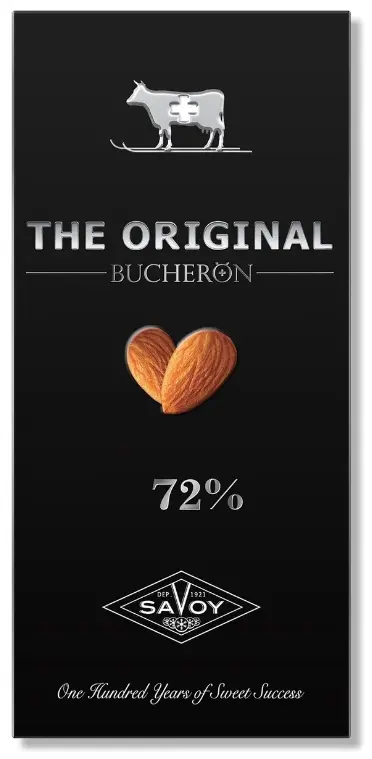 THE ORIGINAL
BUCHERON
72%
DEP. 1921
SAVOY
One Hundred Years of Sweet Success